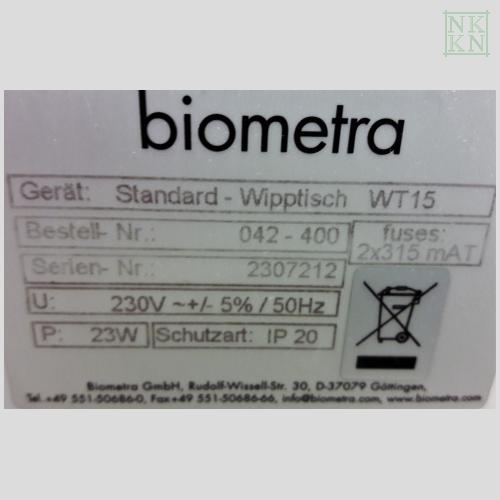 NK
KN
biometra
Gerät: Standard - Wipptisch WT15
Bestell- Nr.: 042 - 400
fuses:
2x315 mAT
Serien- Nr.: 2307212
U: 230V ~+/- 5% / 50Hz
P: 23W Schutzart: IP 20
Biometra GmbH, Rudolf-Wissell-Str. 30, D-37079 Göttingen,
Tel.+49 551-50686-0, Fax+49 551-50686-66, info@biometra.com, www.biometra.com